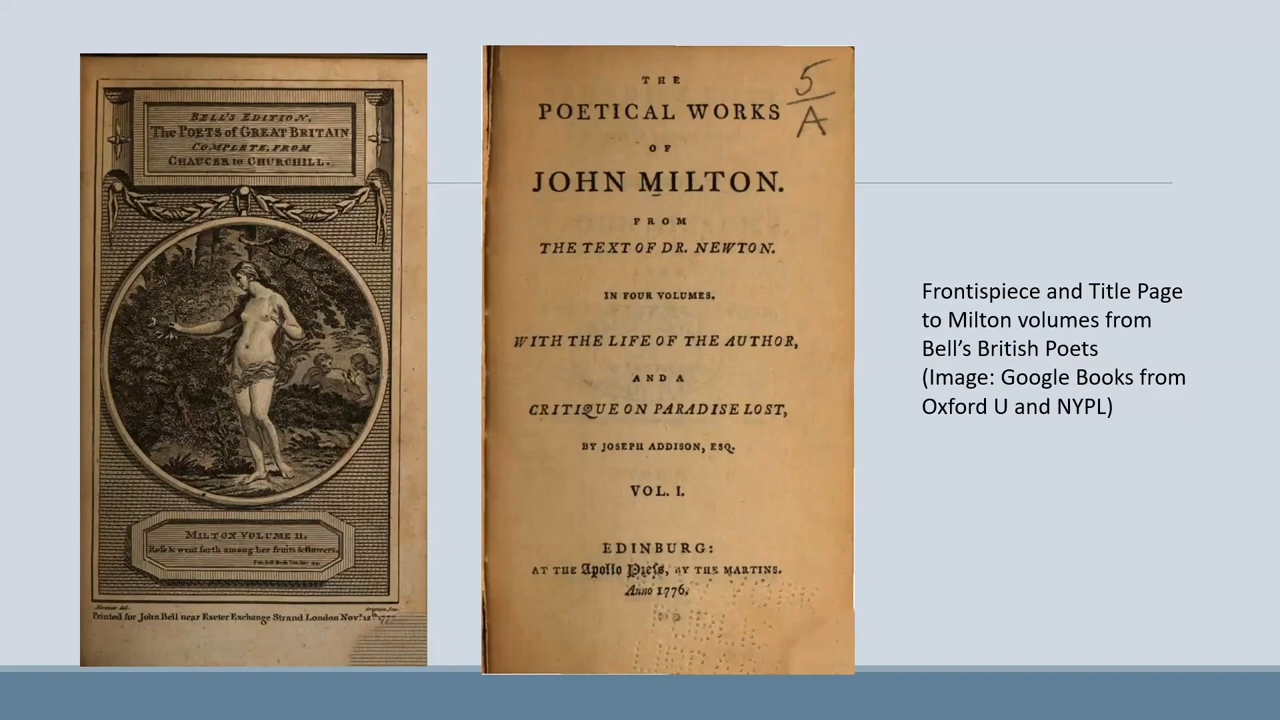 BELL'S EDITION.
The POETS of GREAT BRITAIN
COMPLETE, FROM
CHAUCER to CHURCHILL.
MILTON VOLUME II.
Rose & went forth among her fruits & flowers.
Printed for John Bell near Exeter Exchange Strand London Nov.r 12th 1777
5
A
THE
POETICAL WORKS
OF
JOHN MILTON.
FROM
THE TEXT OF DR. NEWTON.
IN FOUR VOLUMES.
WITH THE LIFE OF THE AUTHOR,
AND A
CRITIQUE ON PARADISE LOST,
BY JOSEPH ADDISON, ESQ.
VOL. I.
EDINBURG:
AT THE Apollo Press, BY THE MARTINS.
Anno 1776.
Frontispiece and Title Page
to Milton volumes from
Bell's British Poets
(Image: Google Books from
Oxford U and NYPL)